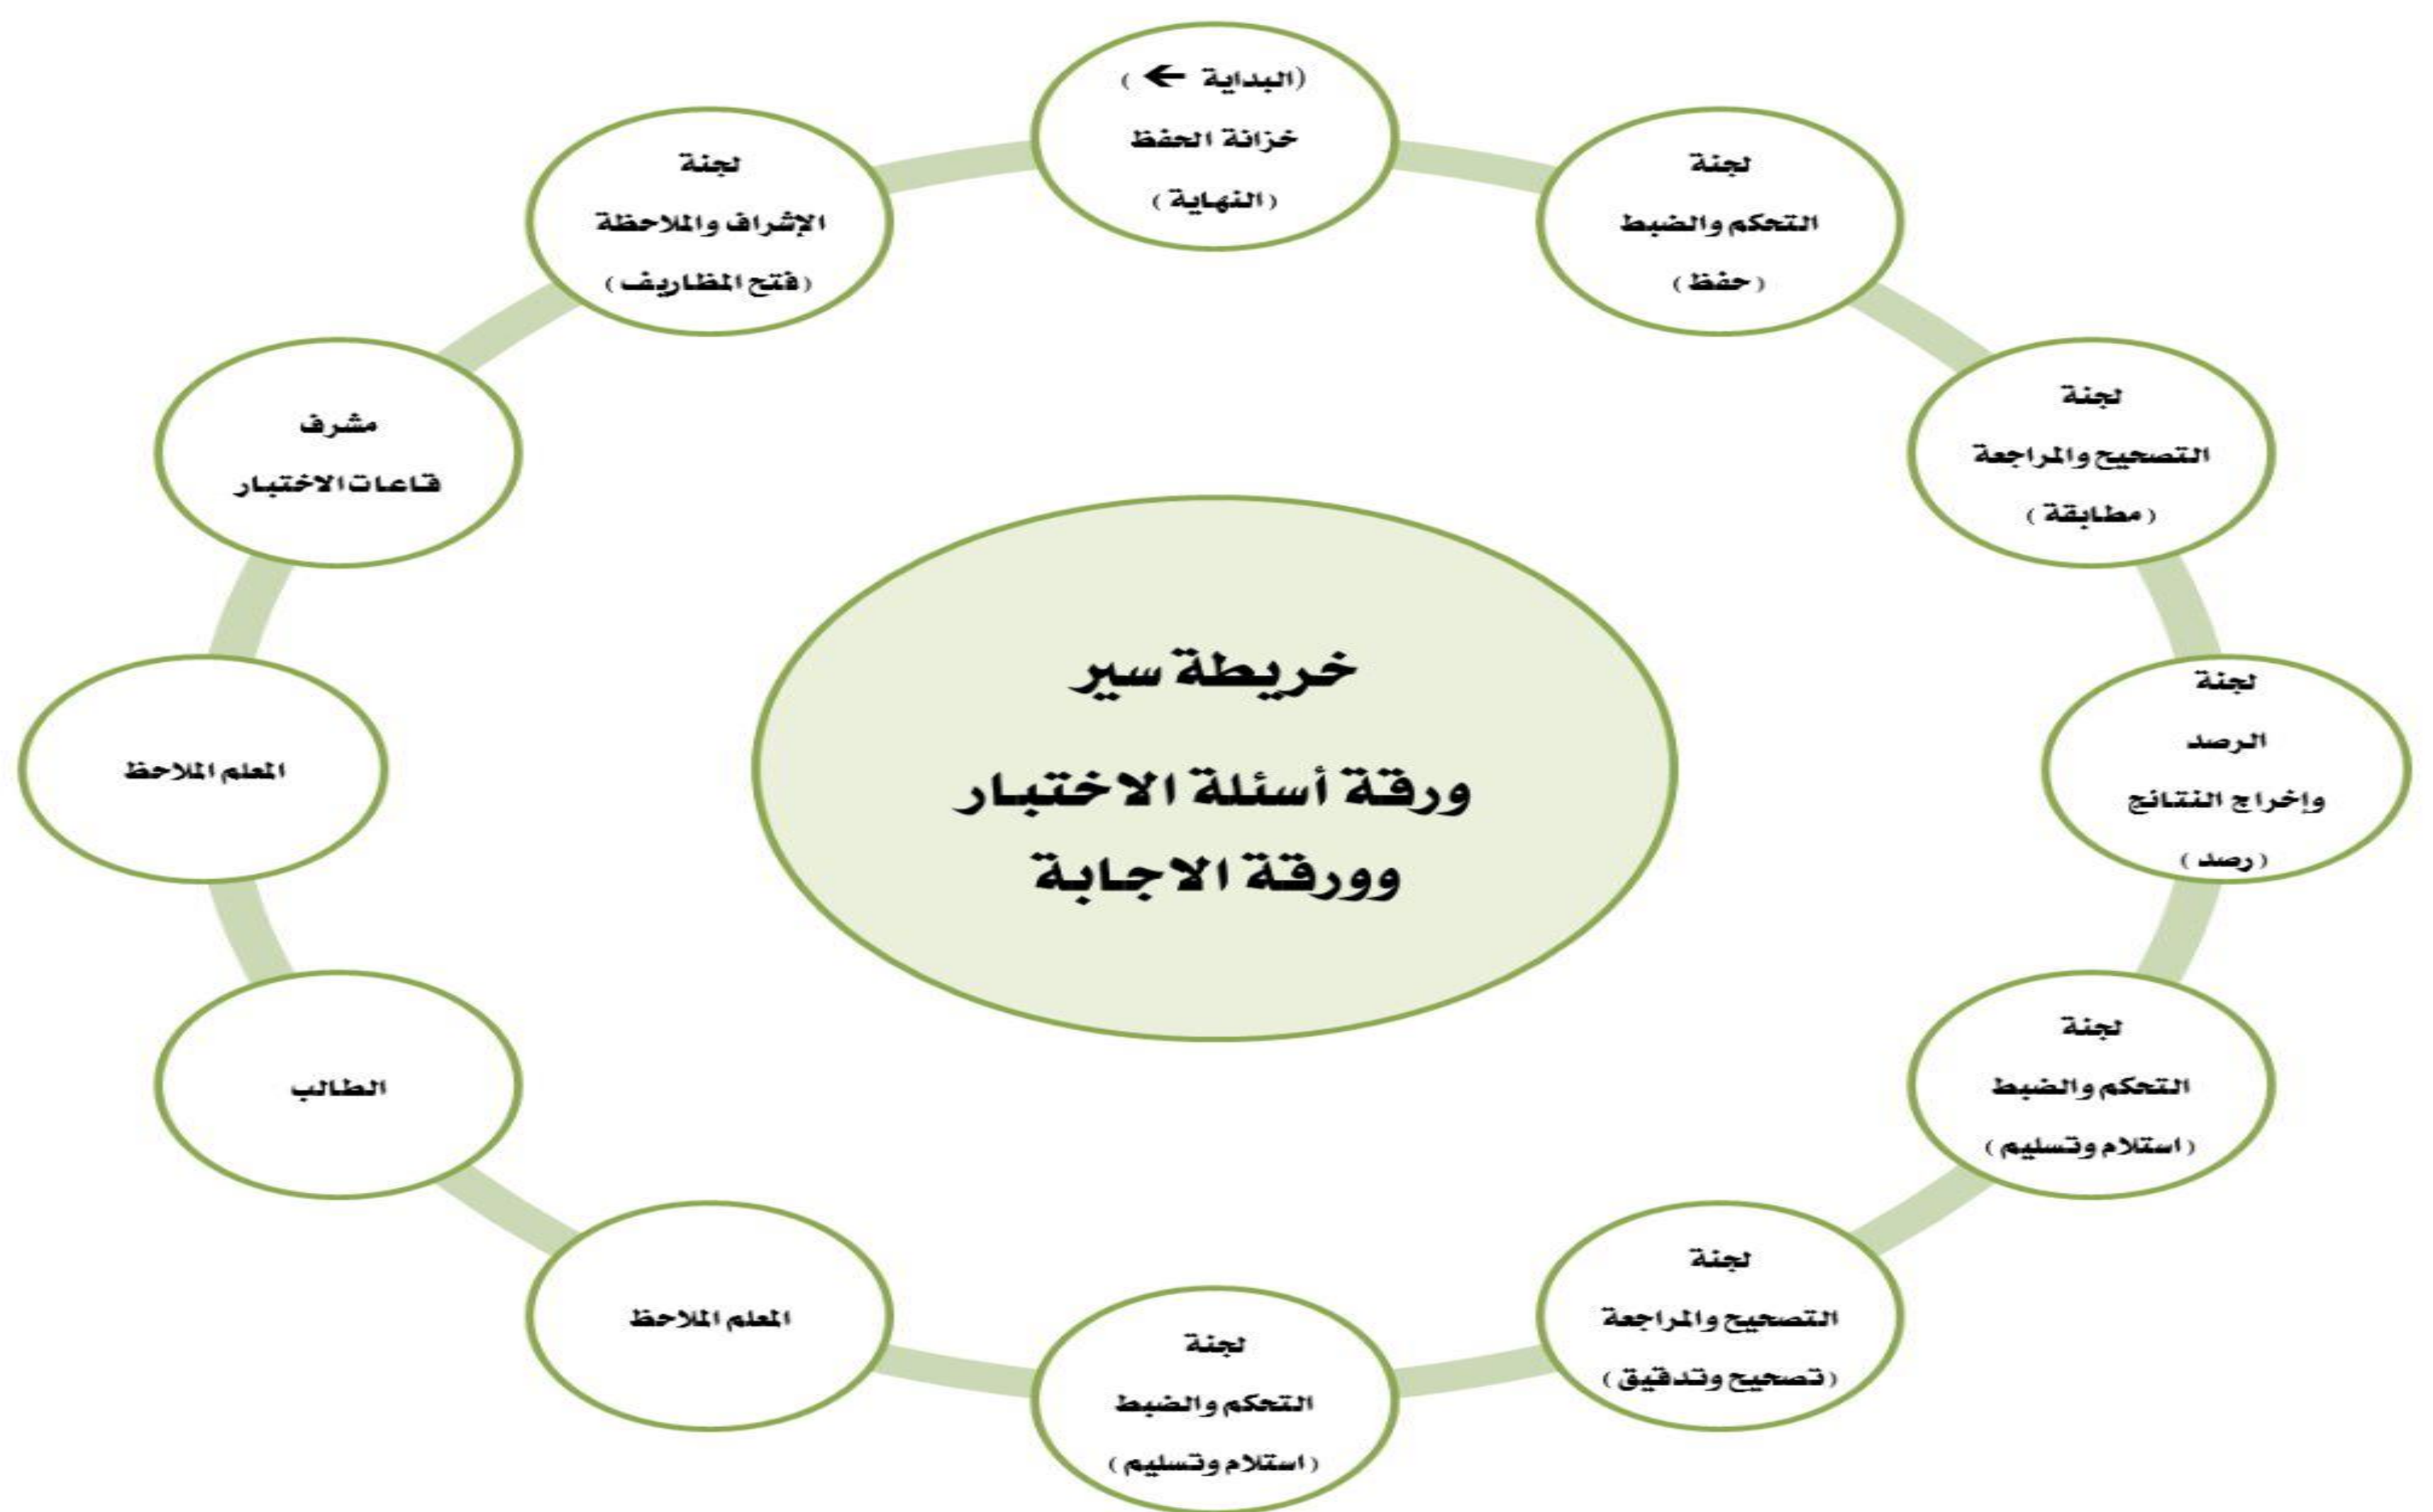 (البداية ← )
خزانة الحفظ
(النهاية )
لجنة
الإشراف والملاحظة
(فتح المظاريف )
مشرف
قاعات الاختبار
المعلم الملاحظ
الطالب
المعلم الملاحظ
لجنة
التحكم والضبط
(استلام وتسليم )
لجنة
التصحيح والمراجعة
(تصحيح وتدقيق )
لجنة
التحكم والضبط
(استلام وتسليم )
لجنة
الرصد
وإخراج النتائج
(رصد )
لجنة
التصحيح والمراجعة
(مطابقة )
لجنة
التحكم والضبط
(حفظ )
خريطة سير
ورقة أسئلة الاختبار
وورقة الاجابة